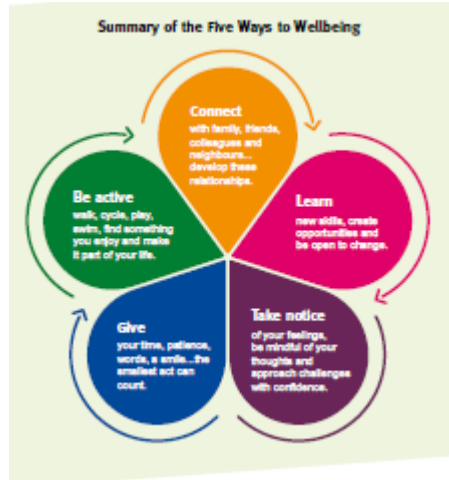 Summary of the Five Ways to Wellbeing
Connect
with family, friends,
colleagues and
neighbours...
develop these
relationships.
Be active
walk, cycle, play,
swim, find something
you enjoy and make
it part of your life.
Learn
new skills, create
opportunities and
be open to change.
Give
your time, patience,
words, a smile...the
smallest act can
count.
Take notice
of your feelings,
be mindful of your
thoughts and
approach challenges
with confidence.